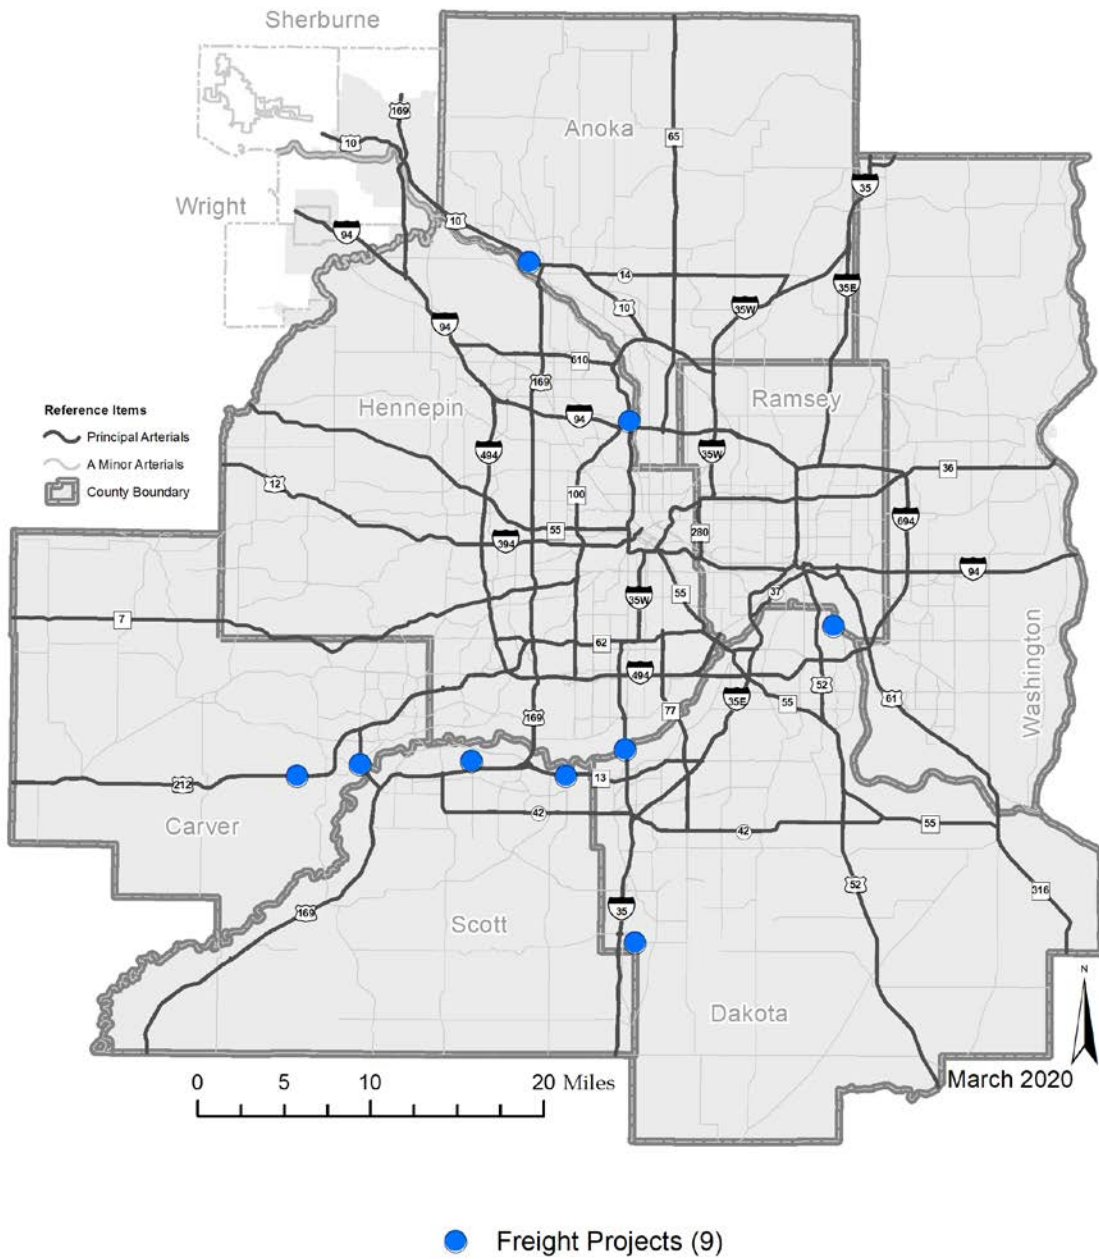 Sherburne
169
10
Anoka
65
35
Wright
94
10
14
35E
10
35W
94
610
169
Reference Items
Principal Arterials
A Minor Arterials
County Boundary
Hennepin
94
Ramsey
494
35W
36
12
100
694
55
394
280
94
7
35W
55
37
62
494
52
Washington
35E
55
61
169
77
212
13
Carver
42
42
55
52
316
169
Scott
35
Dakota
N
March 2020
0 5 10 20 Miles
Freight Projects (9)